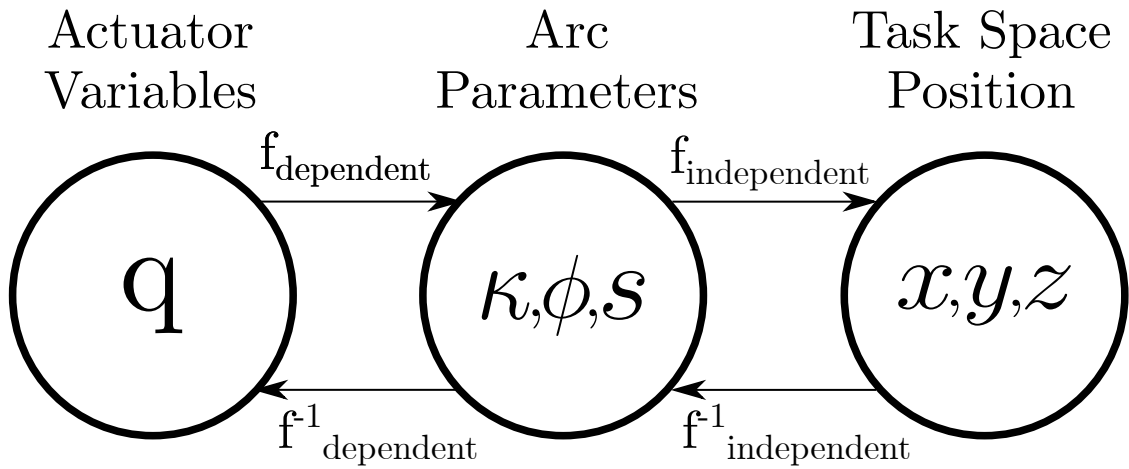 Actuator
Variables
Arc
Parameters
Task Space
Position
f_dependent
f_independent
q
κ,ϕ,s
x,y,z
f^-1_dependent
f^-1_independent